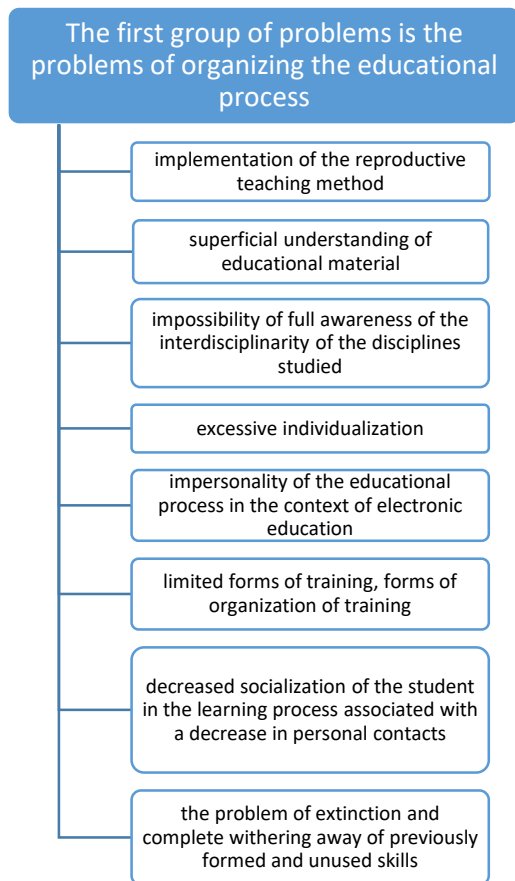 The first group of problems is the
problems of organizing the educational
process
implementation of the reproductive
teaching method
superficial understanding of
educational material
impossibility of full awareness of the
interdisciplinarity of the disciplines
studied
excessive individualization
impersonality of the educational
process in the context of electronic
education
limited forms of training, forms of
organization of training
decreased socialization of the student
in the learning process associated with
a decrease in personal contacts
the problem of extinction and
complete withering away of previously
formed and unused skills